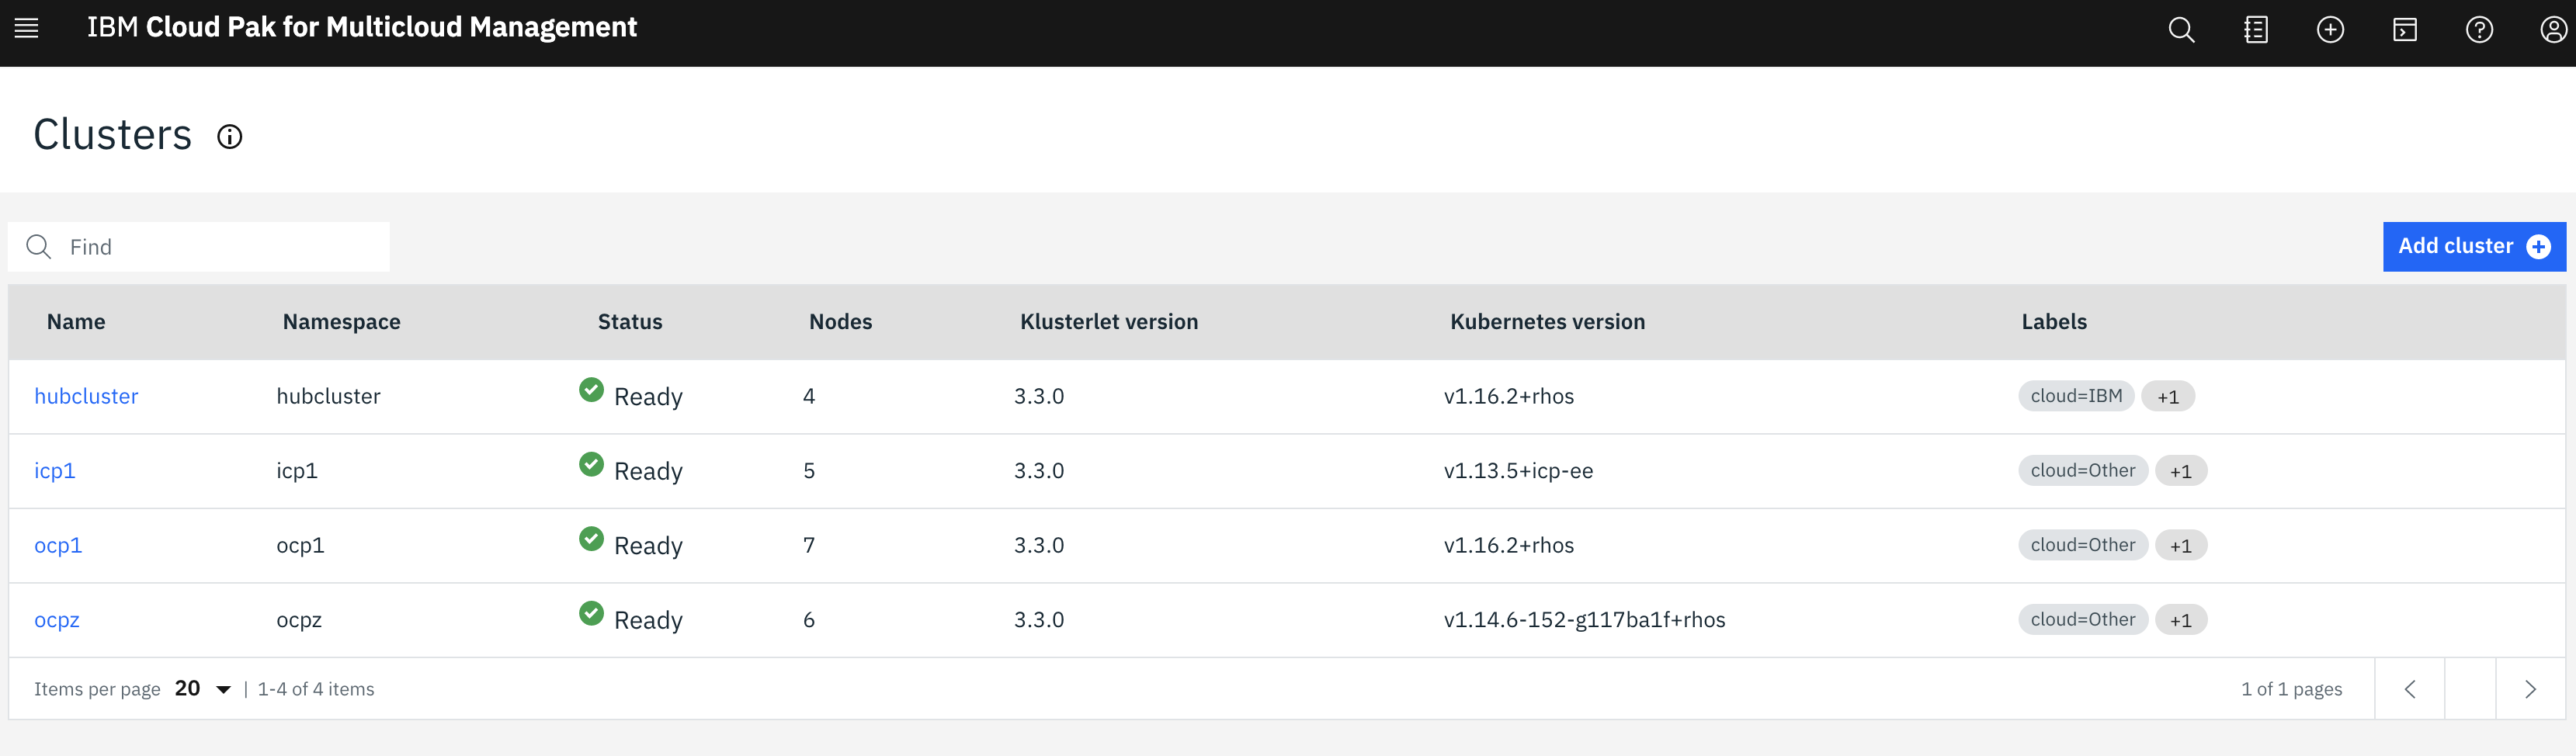 IBM Cloud Pak for Multicloud Management
Clusters
Find
Add cluster
Name Namespace Status Nodes Klusterlet version Kubernetes version Labels
hubcluster hubcluster Ready 4 3.3.0 v1.16.2+rhos cloud=IBM +1
icp1 icp1 Ready 5 3.3.0 v1.13.5+icp-ee cloud=Other +1
ocp1 ocp1 Ready 7 3.3.0 v1.16.2+rhos cloud=Other +1
ocpz ocpz Ready 6 3.3.0 v1.14.6-152-g117ba1f+rhos cloud=Other +1
Items per page 20 | 1-4 of 4 items 1 of 1 pages